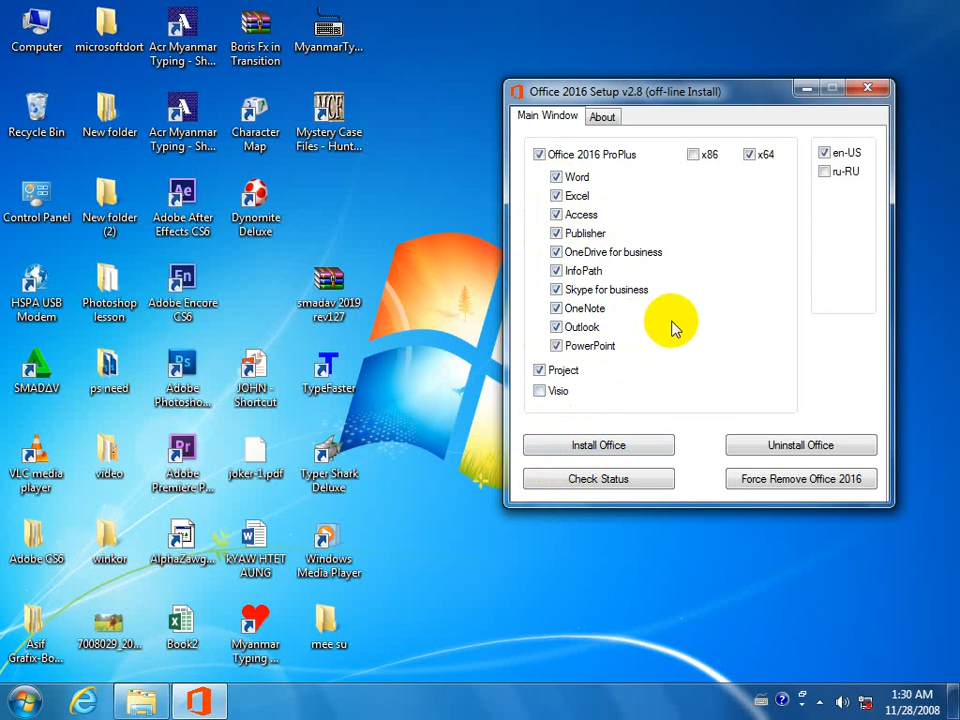 Computer
microsoftdort
Acr Myanmar
Typing - Sh...
Boris Fx in
Transition
MyanmarTy...
Recycle Bin
New folder
Acr Myanmar
Typing - Sh...
Character
Map
Mystery Case
Files - Hunt...
Control Panel
New folder
(2)
Adobe After
Effects CS6
Dynomite
Deluxe
HSPA USB
Modem
Photoshop
lesson
Adobe Encore
CS6
smadav 2019
rev127
SMADΔV
ps need
Adobe
Photosho...
JOHN -
Shortcut
TypeFaster
VLC media
player
video
Adobe
Premiere P...
joker-1.pdf
Typer Shark
Deluxe
Adobe CS6
winkor
AlphaZawg...
kYAW HTET
AUNG
Windows
Media Player
Asif
Grafix-Bo...
7008029_20...
Book2
Myanmar
Typing ...
mee su
Office 2016 Setup v2.8 (off-line Install)
Main Window
About
Office 2016 ProPlus
x86
x64
en-US
ru-RU
Word
Excel
Access
Publisher
OneDrive for business
InfoPath
Skype for business
OneNote
Outlook
PowerPoint
Project
Visio
Install Office
Uninstall Office
Check Status
Force Remove Office 2016
1:30 AM
11/28/2008